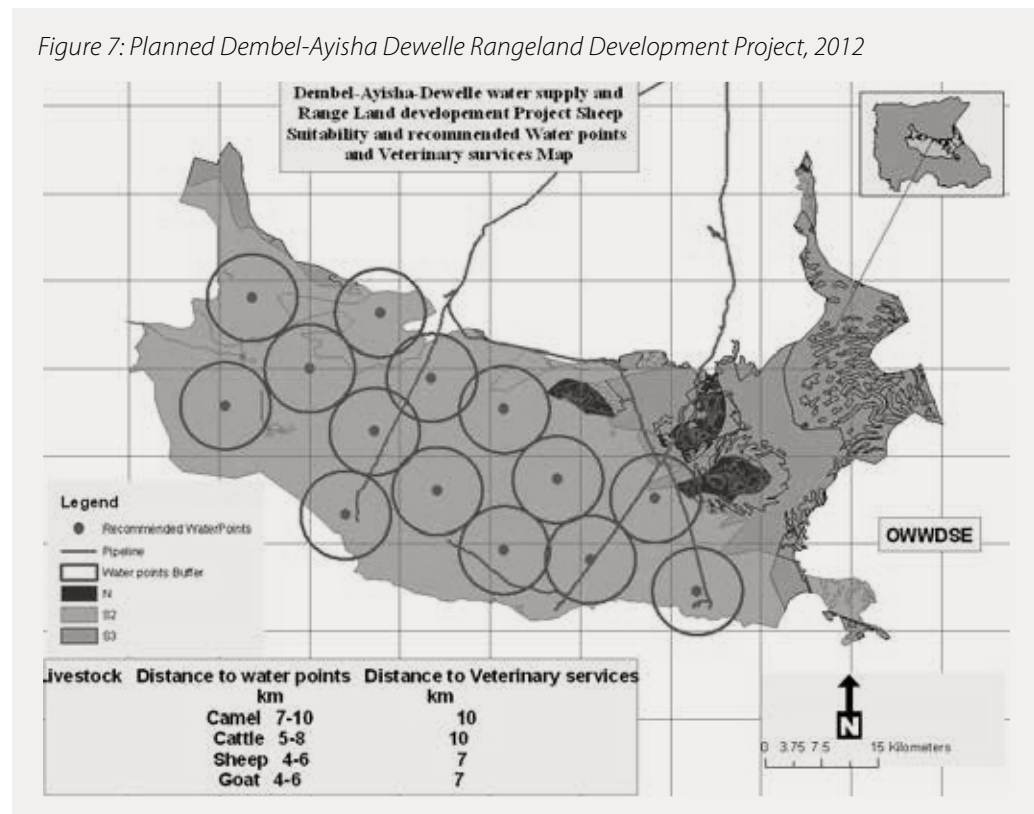 Figure 7: Planned Dembel-Ayisha Dewelle Rangeland Development Project, 2012
Dembel-Ayisha-Dewelle water supply and
Range Land developement Project Sheep
Suitability and recommended Water points
and Veterinary survices Map
Legend
Recommended WaterPoints
Pipeline
Water points Buffer
N
S2
S3
OWWDSE
Livestock Distance to water points Distance to Veterinary services
km km
Camel 7-10 10
Cattle 5-8 10
Sheep 4-6 7
Goat 4-6 7
N
0 3.75 7.5 15 Kilometers